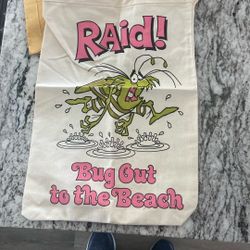 RAID!
Bug Out
to the Beach